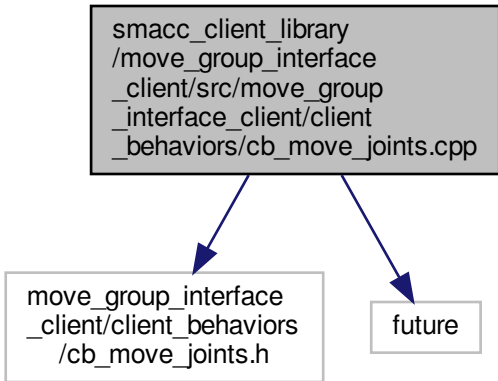 smacc_client_library
/move_group_interface
_client/src/move_group
_interface_client/client
_behaviors/cb_move_joints.cpp
move_group_interface
_client/client_behaviors
/cb_move_joints.h
future